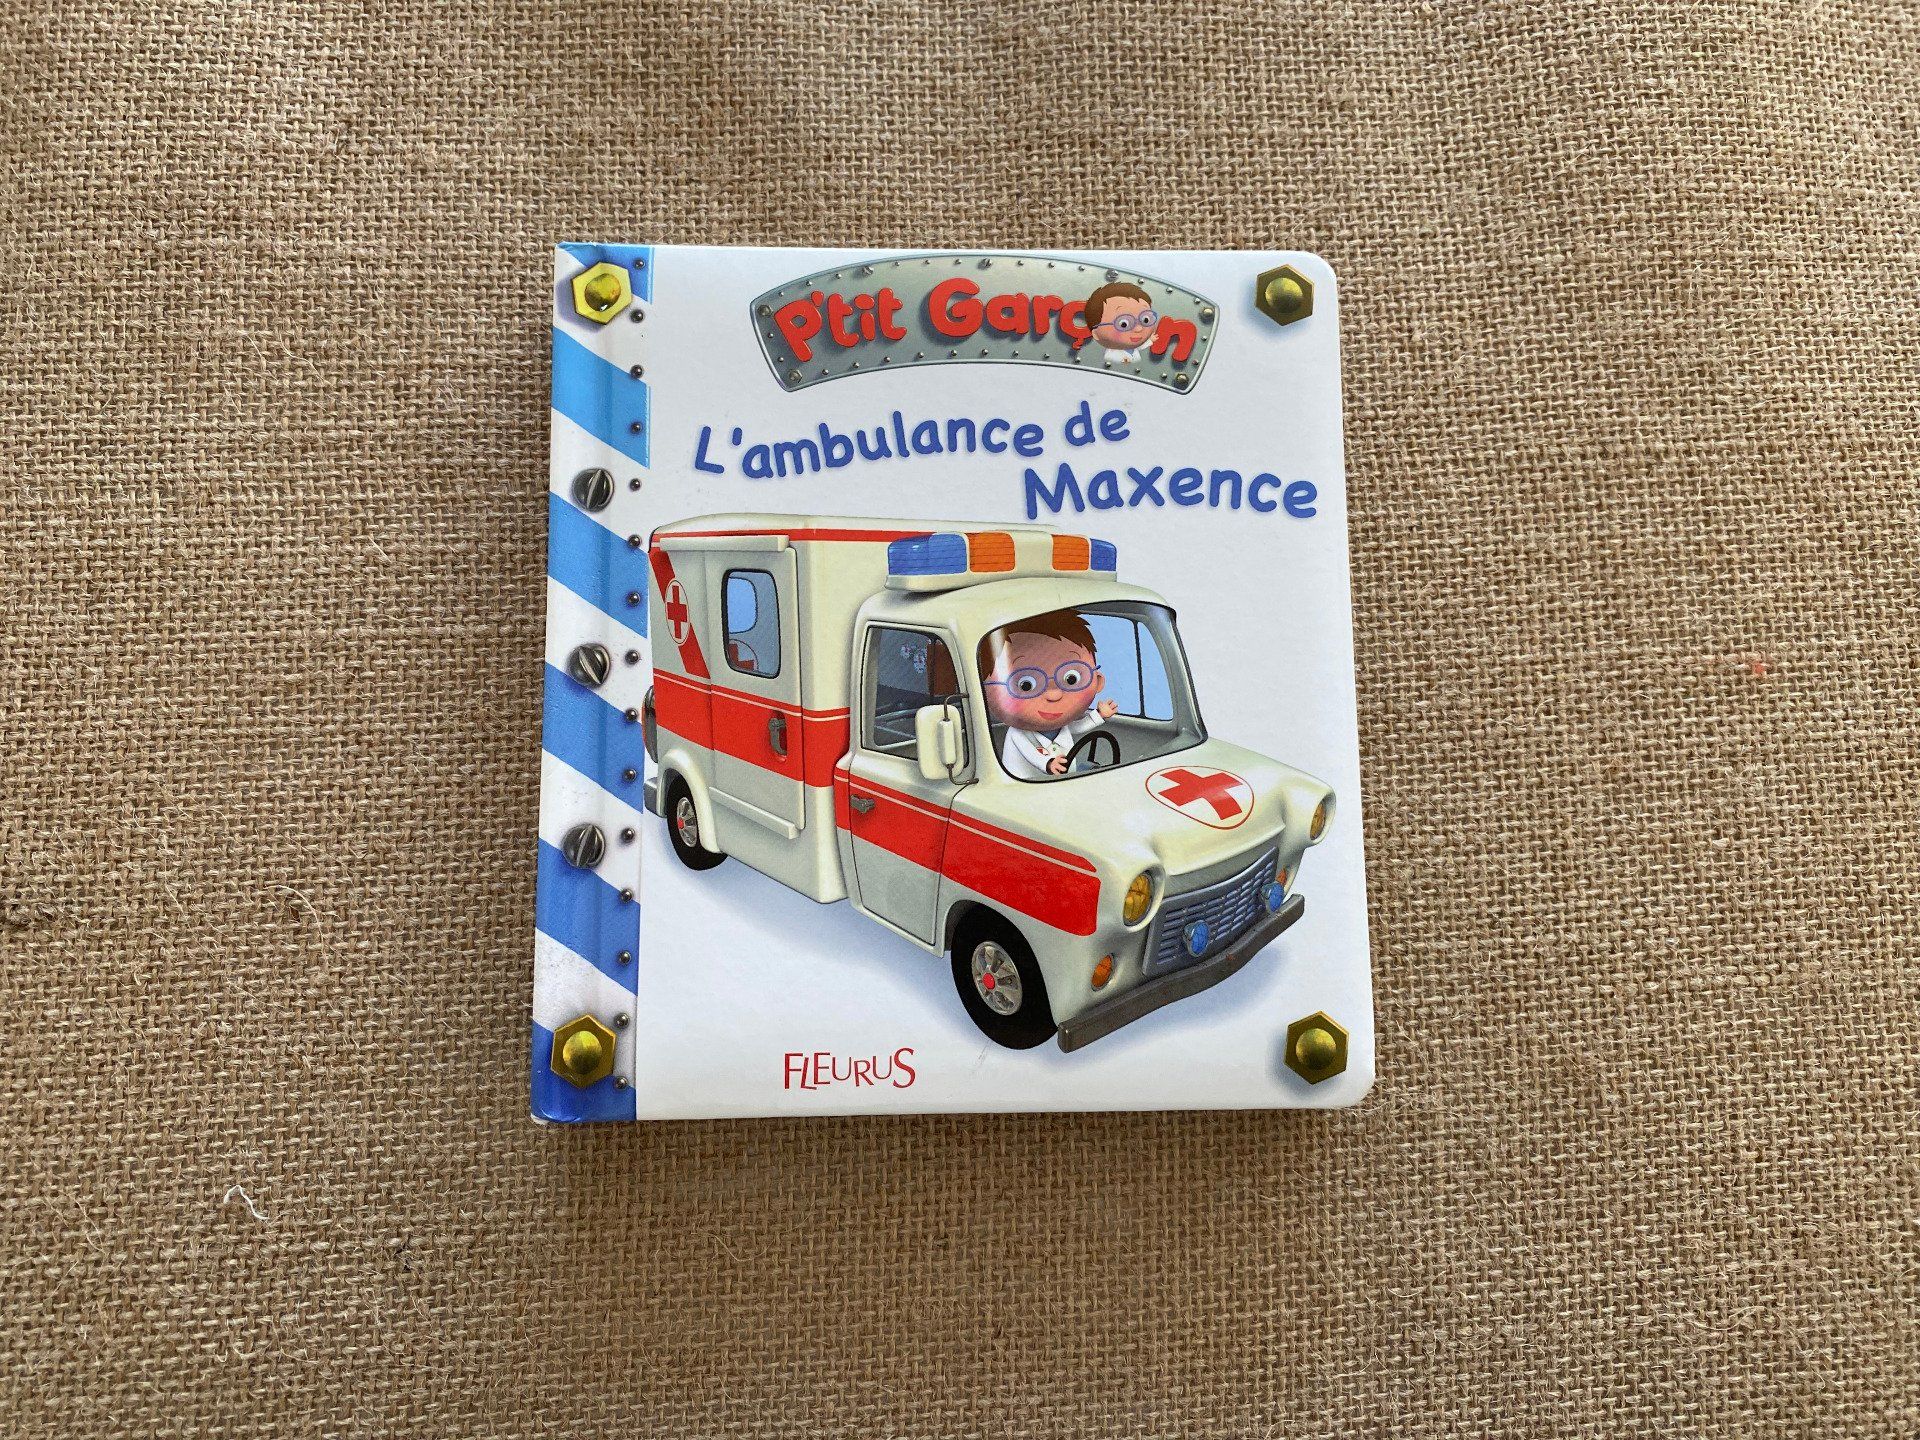 P'tit Garçon
L'ambulance de
Maxence
FLEURUS